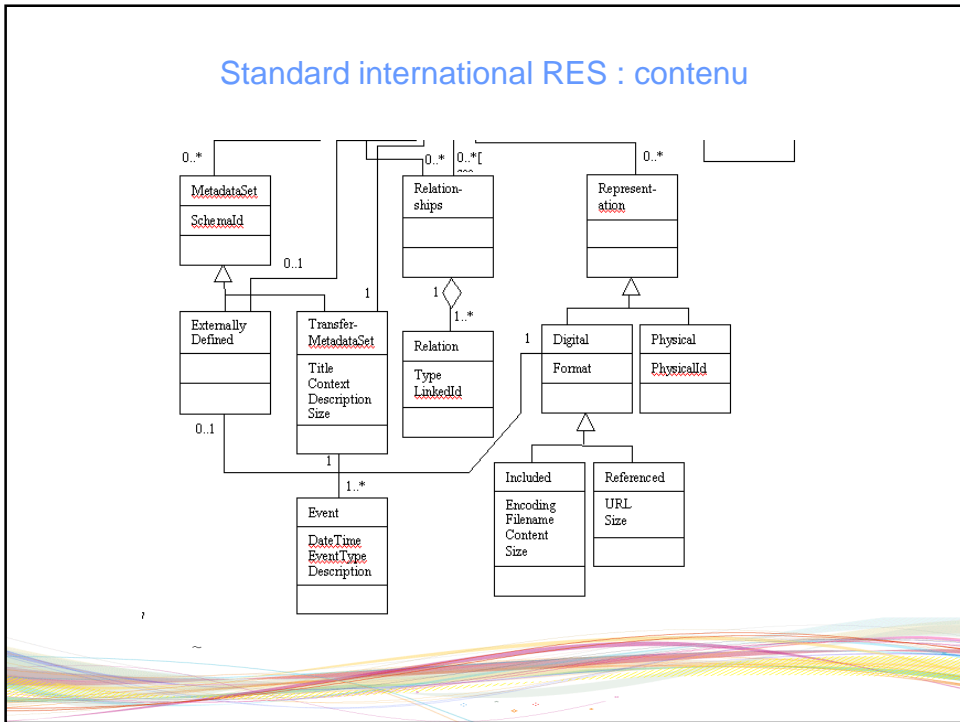 Standard international RES : contenu
0..*
0..*
0..*[
0..*
MetadataSet
SchemaId
Relation-
ships
Represent-
ation
0..1
1
1
1..*
Externally
Defined
Transfer-
MetadataSet
Title
Context
Description
Size
Relation
Type
LinkedId
1
Digital
Format
Physical
PhysicalId
0..1
1
1..*
Event
DateTime
EventType
Description
Included
Encoding
Filename
Content
Size
Referenced
URL
Size